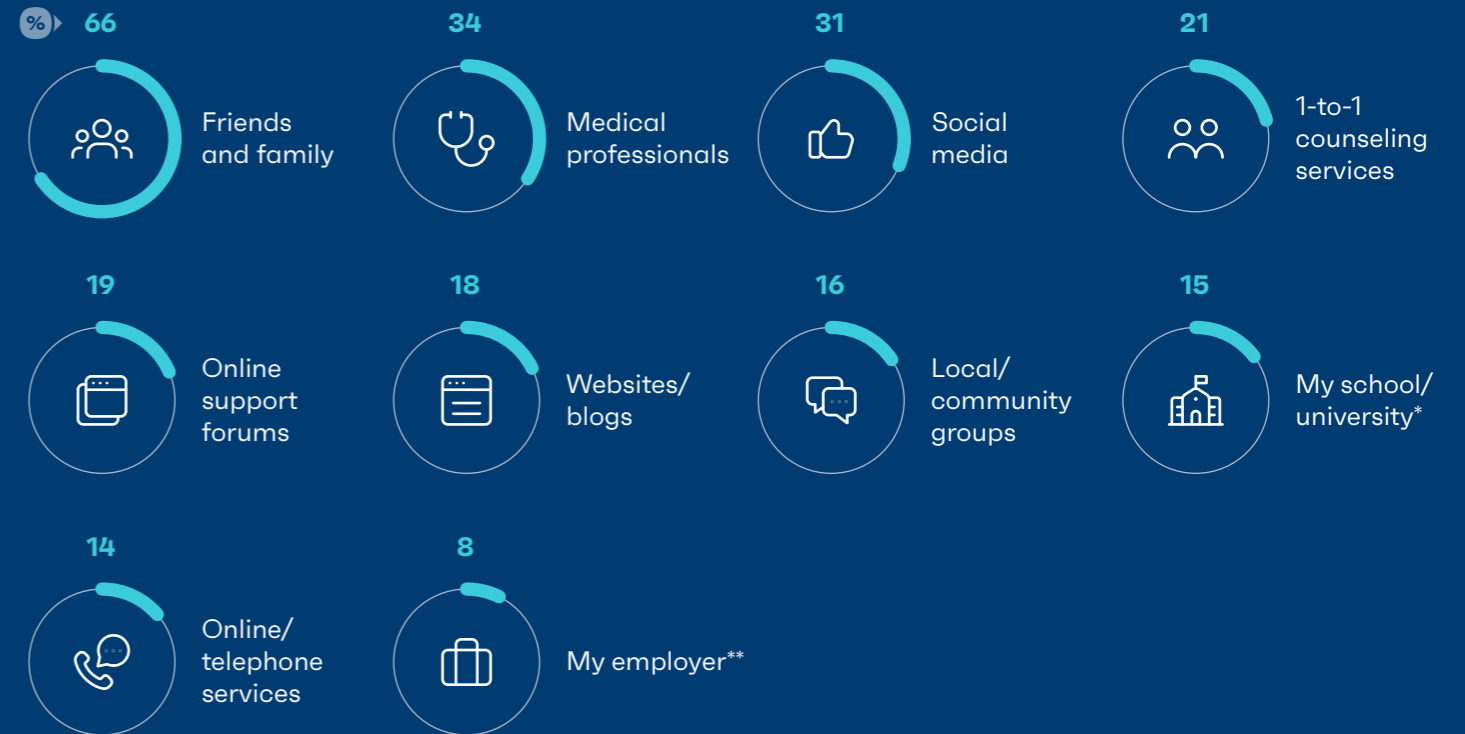 %
66
Friends
and family
34
Medical
professionals
31
Social
media
21
1-to-1
counseling
services
19
Online
support
forums
18
Websites/
blogs
16
Local/
community
groups
15
My school/
university*
14
Online/
telephone
services
8
My employer**